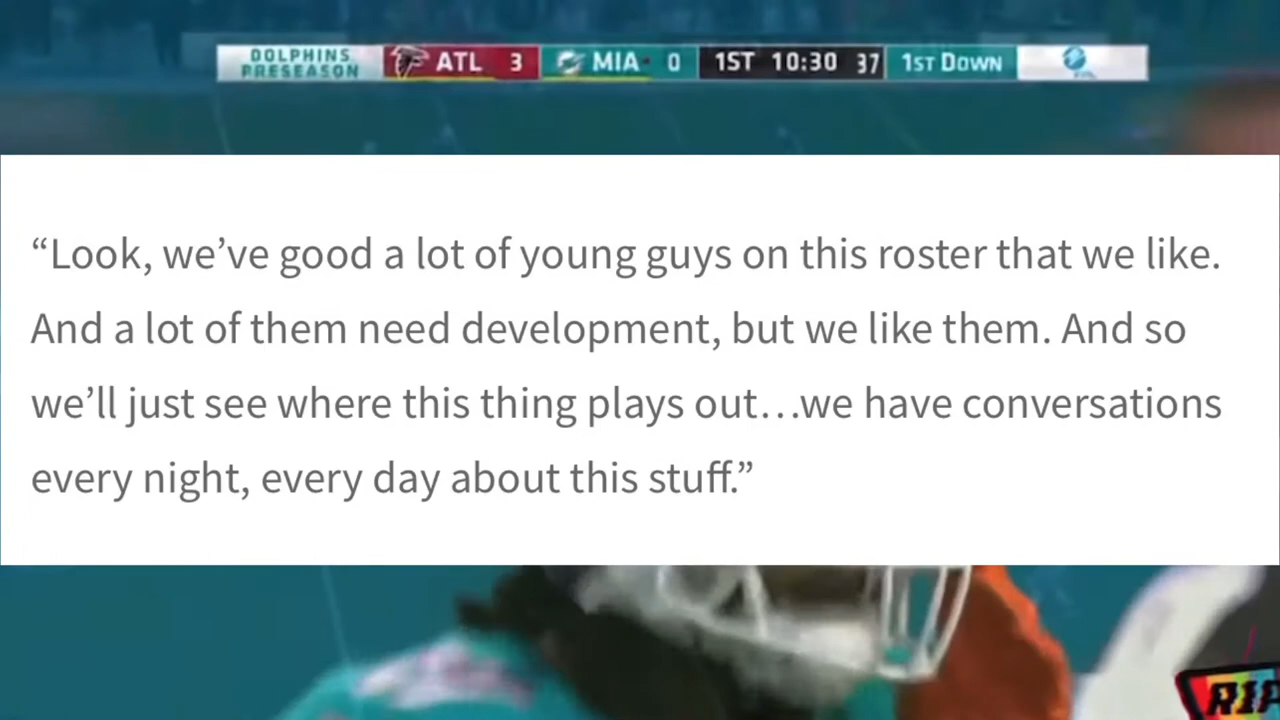 DOLPHINS
PRESEASON
ATL 3 MIA 0 1ST 10:30 37 1ST DOWN
“Look, we’ve good a lot of young guys on this roster that we like.
And a lot of them need development, but we like them. And so
we’ll just see where this thing plays out…we have conversations
every night, every day about this stuff.”